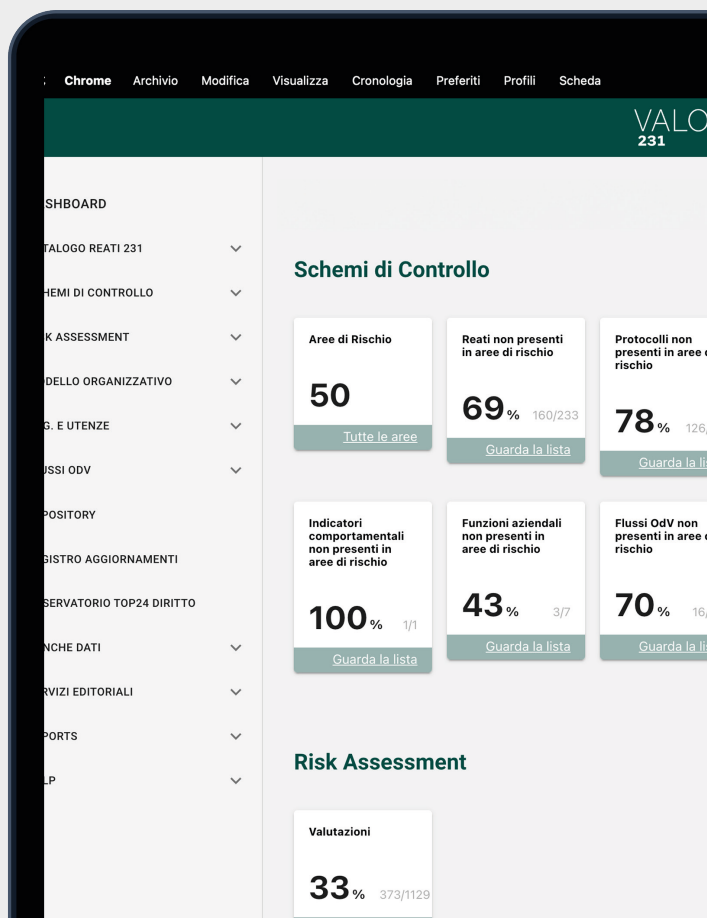 Chrome Archivio Modifica Visualizza Cronologia Preferiti Profili Scheda
VALO
231
SHBOARD
TALOGO REATI 231
HEMI DI CONTROLLO
K ASSESSMENT
DELLO ORGANIZZATIVO
G. E UTENZE
USSI ODV
POSITORY
GISTRO AGGIORNAMENTI
SERVATORIO TOP24 DIRITTO
NCHE DATI
RVIZI EDITORIALI
PORTS
LP
Schemi di Controllo
Aree di Rischio
50
Tutte le aree
Reati non presenti
in aree di rischio
69% 160/233
Guarda la lista
Protocolli non
presenti in aree d
rischio
78% 126/
Guarda la lis
Indicatori
comportamentali
non presenti in
aree di rischio
100% 1/1
Guarda la lista
Funzioni aziendali
non presenti in
aree di rischio
43% 3/7
Guarda la lista
Flussi OdV non
presenti in aree d
rischio
70% 16/
Guarda la lis
Risk Assessment
Valutazioni
33% 373/1129